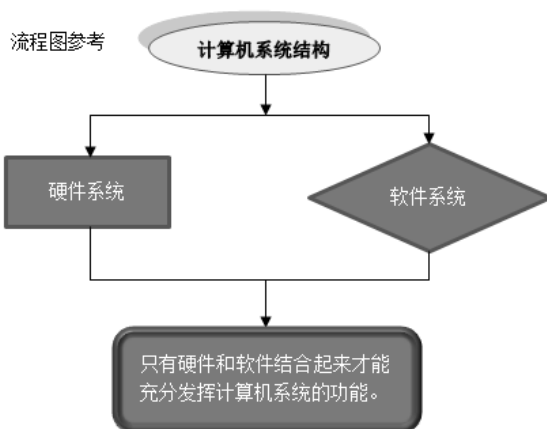 流程图参考
计算机系统结构
硬件系统
软件系统
只有硬件和软件结合起来才能
充分发挥计算机系统的功能。